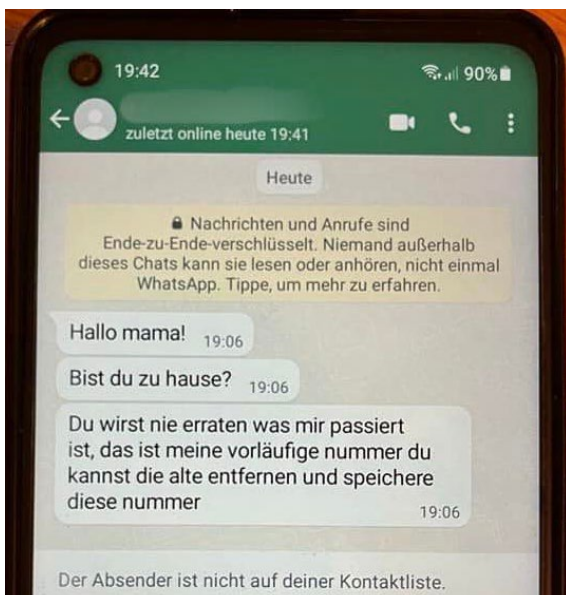 19:42
90%
zuletzt online heute 19:41
Heute
Nachrichten und Anrufe sind
Ende-zu-Ende-verschlüsselt. Niemand außerhalb
dieses Chats kann sie lesen oder anhören, nicht einmal
WhatsApp. Tippe, um mehr zu erfahren.
Hallo mama! 19:06
Bist du zu hause? 19:06
Du wirst nie erraten was mir passiert
ist, das ist meine vorläufige nummer du
kannst die alte entfernen und speichere
diese nummer
19:06
Der Absender ist nicht auf deiner Kontaktliste.